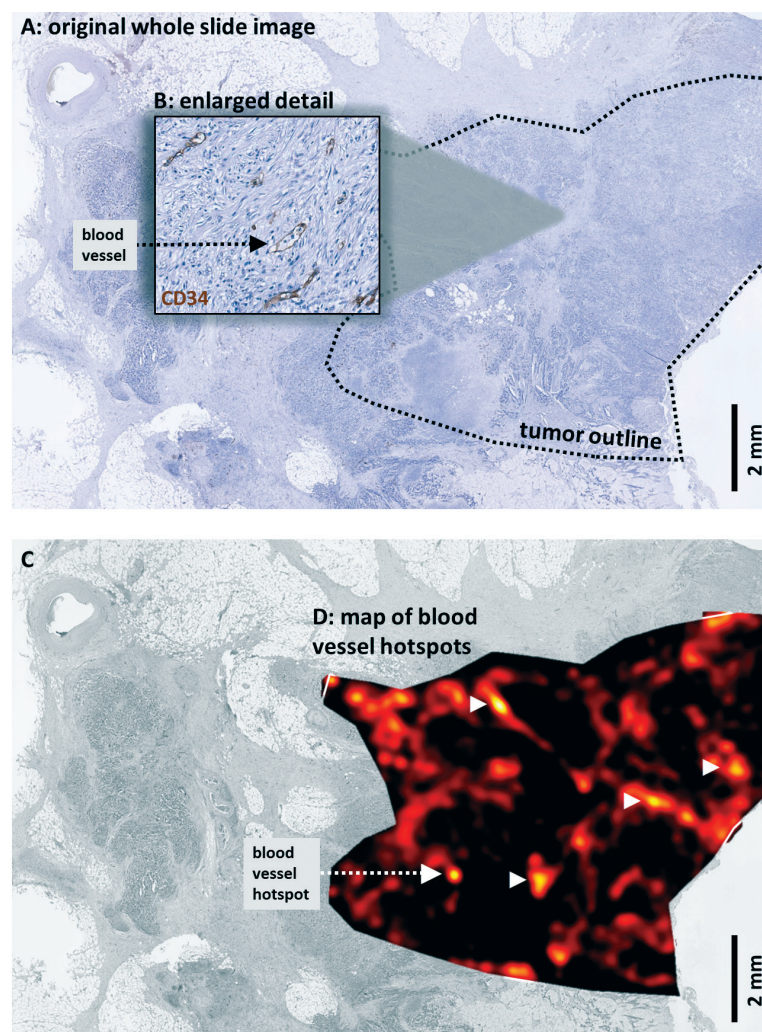 A: original whole slide image
B: enlarged detail
blood
vessel
CD34
tumor outline
2 mm
C
D: map of blood
vessel hotspots
blood
vessel
hotspot
2 mm